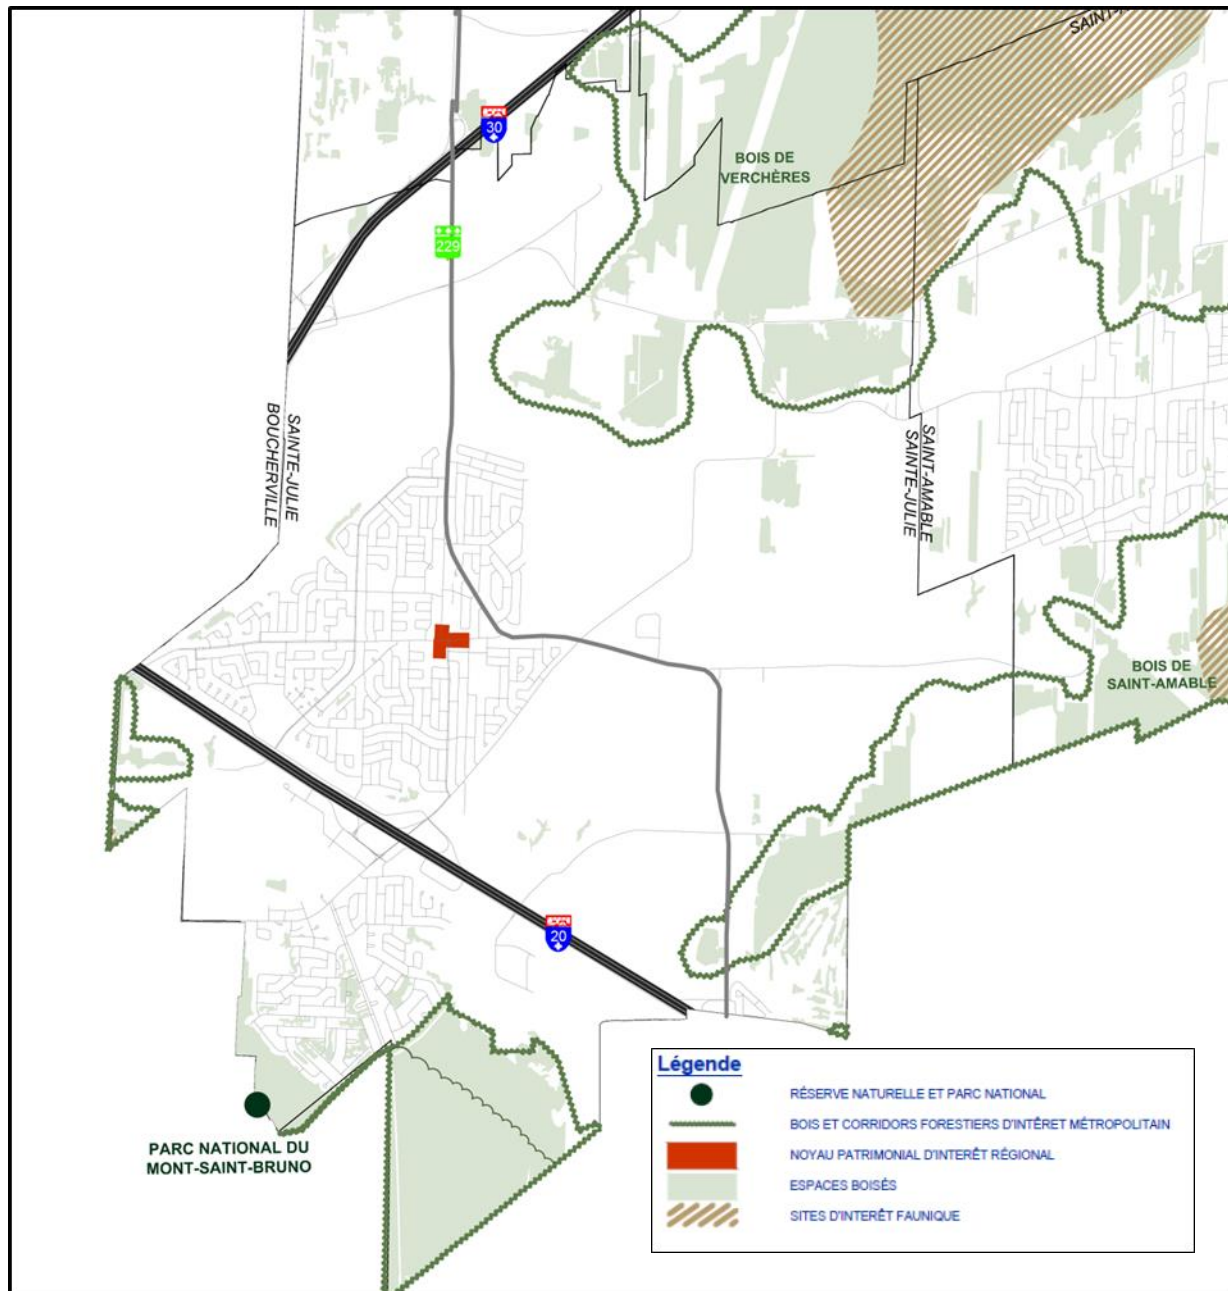 SAINT-
30
BOIS DE
VERCHÈRES
229
SAINTE-JULIE
BOUCHERVILLE
SAINT-AMABLE
SAINTE-JULIE
BOIS DE
SAINT-AMABLE
20
PARC NATIONAL DU
MONT-SAINT-BRUNO
Légende
RÉSERVE NATURELLE ET PARC NATIONAL
BOIS ET CORRIDORS FORESTIERS D'INTÉRÊT MÉTROPOLITAIN
NOYAU PATRIMONIAL D'INTERÊT RÉGIONAL
ESPACES BOISÉS
SITES D'INTERÊT FAUNIQUE